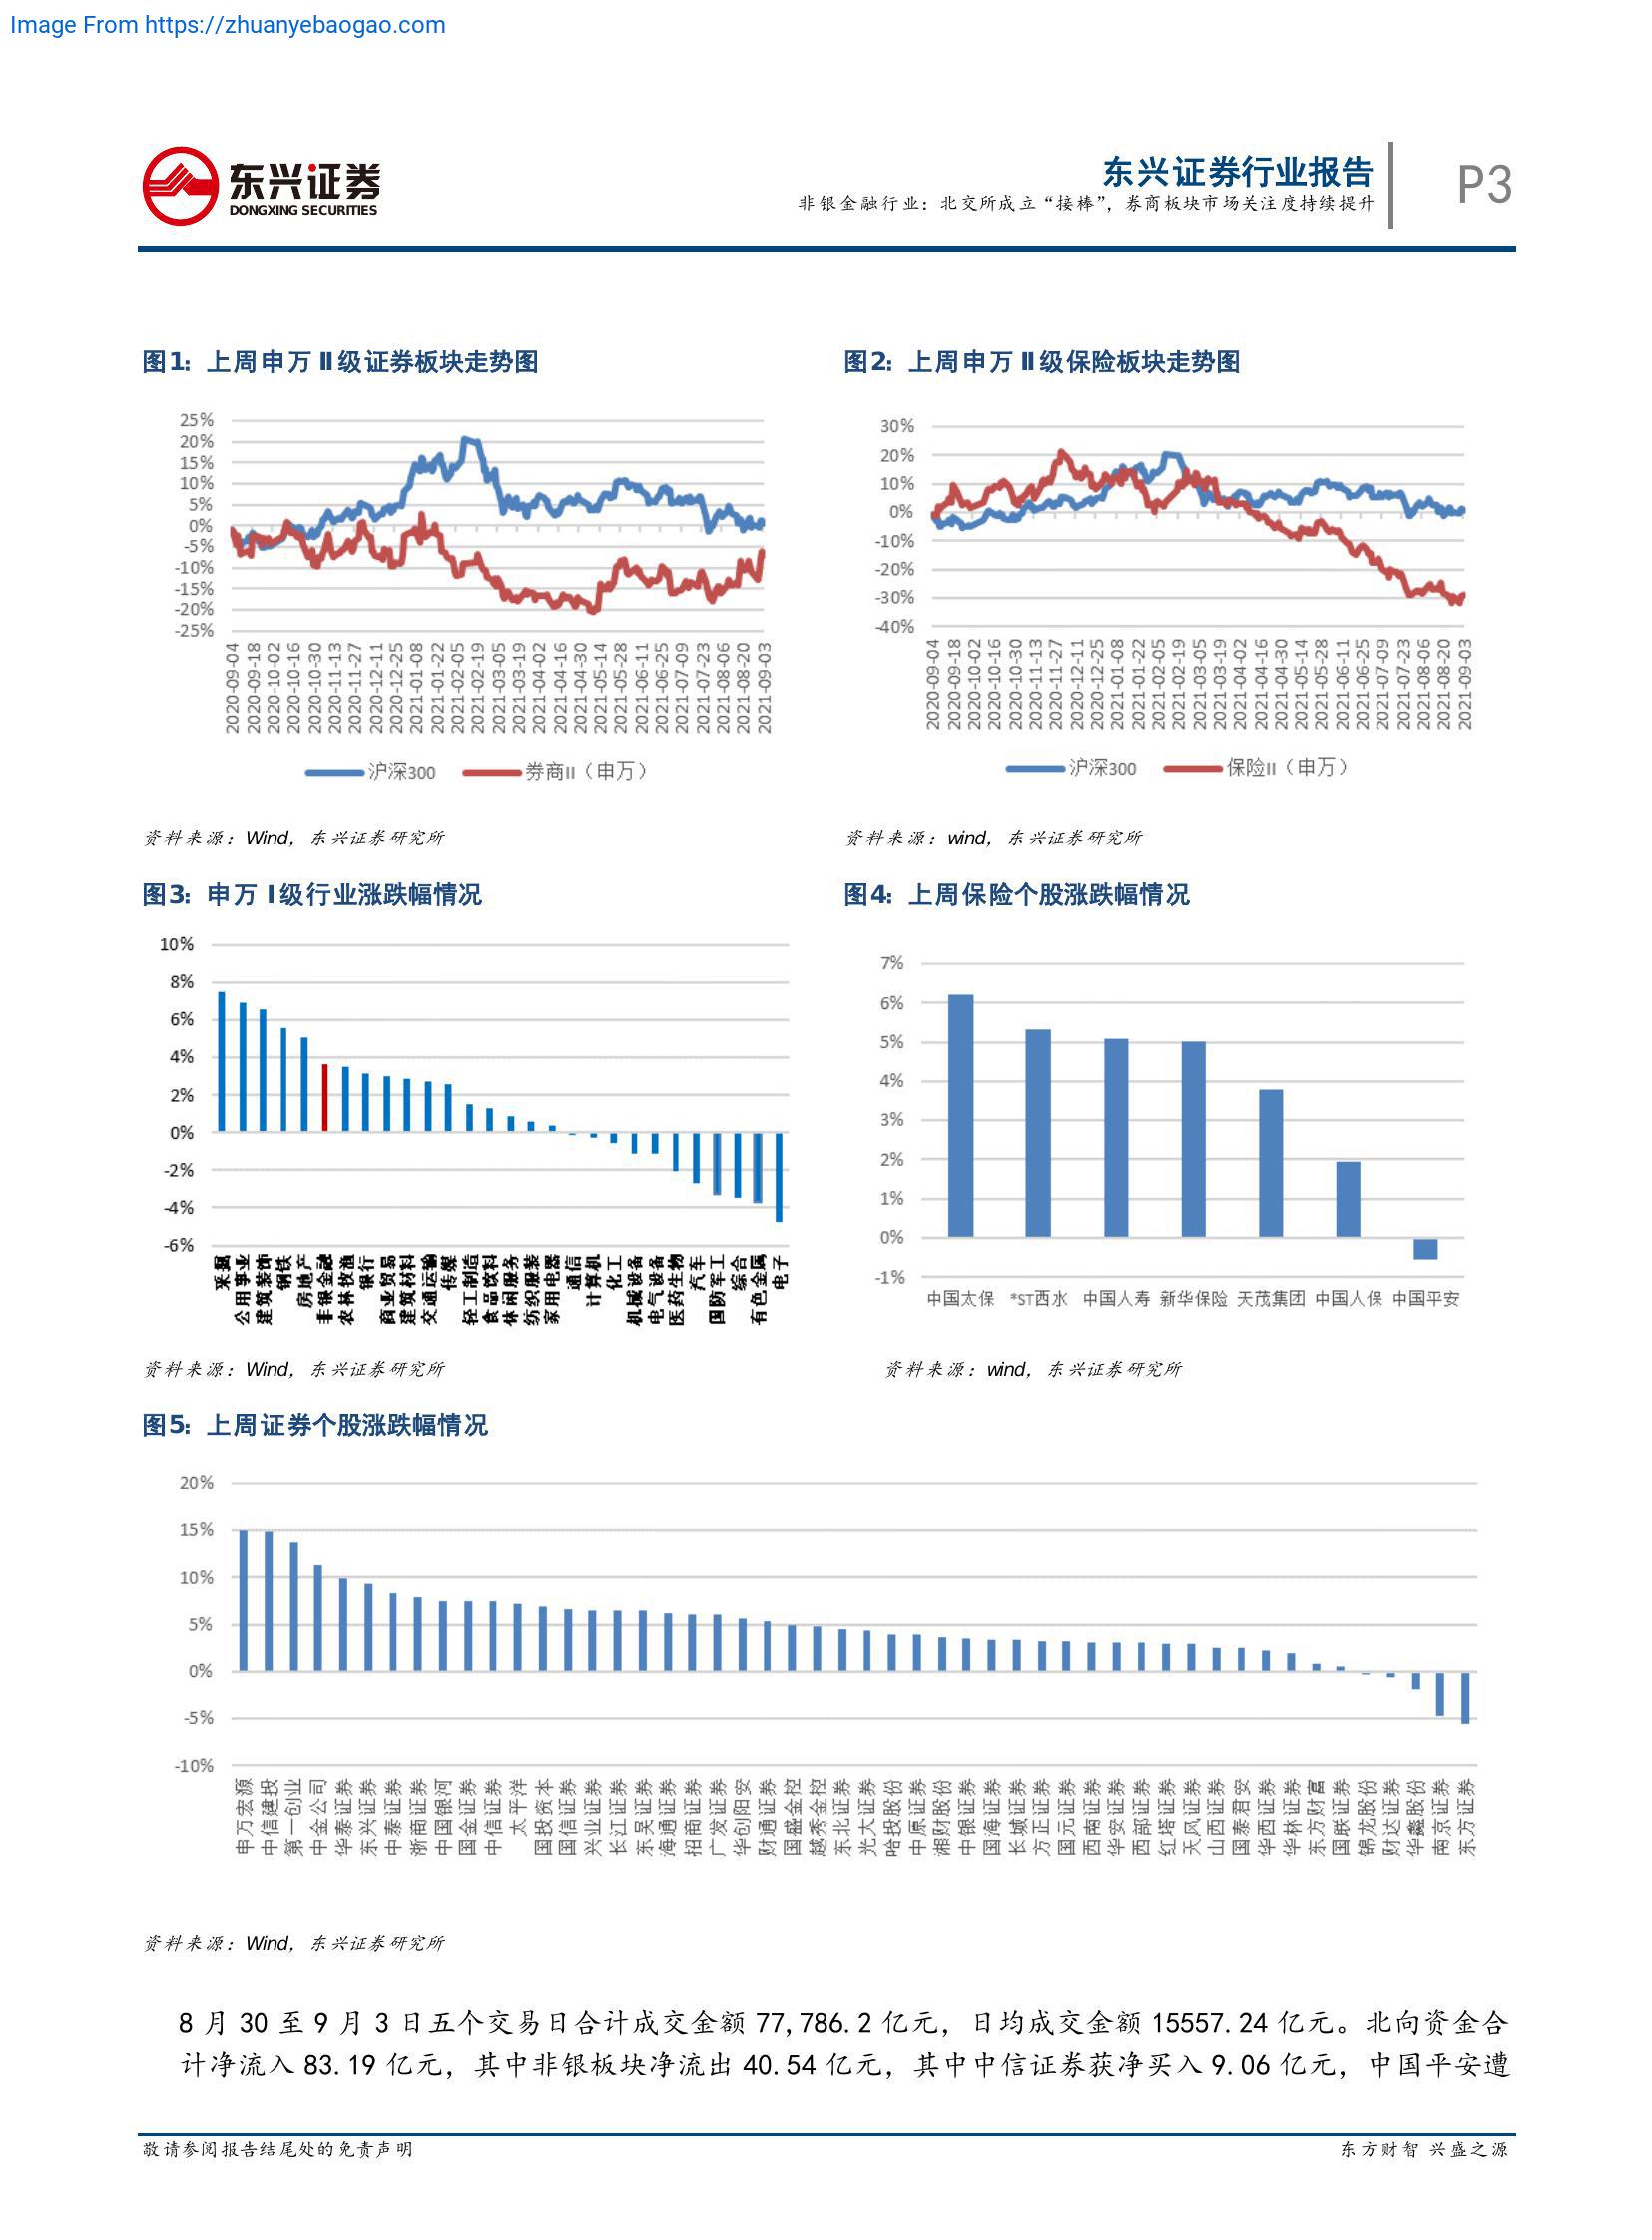 Image From https://zhuanyebaogao.com
东兴证券
DONGXING SECURITIES
东兴证券行业报告
非银金融行业：北交所成立“接棒”，券商板块市场关注度持续提升
P3
图1：上周申万 II 级证券板块走势图
25%
20%
15%
10%
5%
0%
-5%
-10%
-15%
-20%
-25%
2020-09-04
2020-09-18
2020-10-02
2020-10-16
2020-10-30
2020-11-13
2020-11-27
2020-12-11
2020-12-25
2021-01-08
2021-01-22
2021-02-05
2021-02-19
2021-03-05
2021-03-19
2021-04-02
2021-04-16
2021-04-30
2021-05-14
2021-05-28
2021-06-11
2021-06-25
2021-07-09
2021-07-23
2021-08-06
2021-08-20
2021-09-03
沪深300
券商II（申万）
资料来源：Wind，东兴证券研究所
图2：上周申万 II 级保险板块走势图
30%
20%
10%
0%
-10%
-20%
-30%
-40%
2020-09-04
2020-09-18
2020-10-02
2020-10-16
2020-10-30
2020-11-13
2020-11-27
2020-12-11
2020-12-25
2021-01-08
2021-01-22
2021-02-05
2021-02-19
2021-03-19
2021-04-02
2021-04-16
2021-04-30
2021-05-14
2021-05-28
2021-06-11
2021-06-25
2021-07-09
2021-07-23
2021-08-06
2021-08-20
2021-09-03
沪深300
保险II（申万）
资料来源：wind，东兴证券研究所
图3：申万 I 级行业涨跌幅情况
10%
8%
6%
4%
2%
0%
-2%
-4%
-6%
采掘
公用事业
建筑装饰
钢铁
房地产
非银金融
农林牧渔
银行
商业贸易
建筑材料
交通运输
传媒
轻工制造
食品饮料
休闲服务
纺织服装
家用电器
通信
计算机
化工
机械设备
电气设备
医药生物
汽车
国防军工
综合
有色金属
电子
资料来源：Wind，东兴证券研究所
图4：上周保险个股涨跌幅情况
7%
6%
5%
4%
3%
2%
1%
0%
-1%
中国太保
*ST西水
中国人寿
新华保险
天茂集团
中国人保
中国平安
资料来源：wind，东兴证券研究所
图5：上周证券个股涨跌幅情况
20%
15%
10%
5%
0%
-5%
-10%
申万宏源
中信建投
第一创业
中金公司
华泰证券
东兴证券
中泰证券
浙商证券
中国银河
国金证券
中信证券
太平洋
国投资本
国信证券
兴业证券
长江证券
东吴证券
海通证券
招商证券
广发证券
华创阳安
财通证券
国盛金控
越秀金控
东北证券
光大证券
哈投股份
中原证券
湘财股份
中银证券
国海证券
长城证券
方正证券
国元证券
西南证券
华安证券
西部证券
红塔证券
天风证券
山西证券
国泰君安
华西证券
华林证券
东方财富
国联证券
锦龙股份
财达证券
华鑫股份
南京证券
东方证券
资料来源：Wind，东兴证券研究所
8 月 30 至 9 月 3 日五个交易日合计成交金额 77,786.2 亿元，日均成交金额 15557.24 亿元。北向资金合
计净流入 83.19 亿元，其中非银板块净流出 40.54 亿元，其中中信证券获净买入 9.06 亿元，中国平安遭
敬请参阅报告结尾处的免责声明
东方财智 兴盛之源